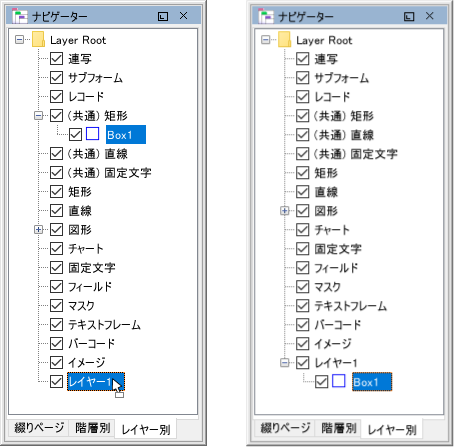 ナビゲーター
Layer Root
連写
サブフォーム
レコード
(共通) 矩形
Box1
(共通) 直線
(共通) 固定文字
矩形
直線
図形
チャート
固定文字
フィールド
マスク
テキストフレーム
バーコード
イメージ
レイヤー1
綴りページ 階層別 レイヤー別
ナビゲーター
Layer Root
連写
サブフォーム
レコード
(共通) 矩形
(共通) 直線
(共通) 固定文字
矩形
直線
図形
チャート
固定文字
フィールド
マスク
テキストフレーム
バーコード
イメージ
レイヤー1
Box1
綴りページ 階層別 レイヤー別